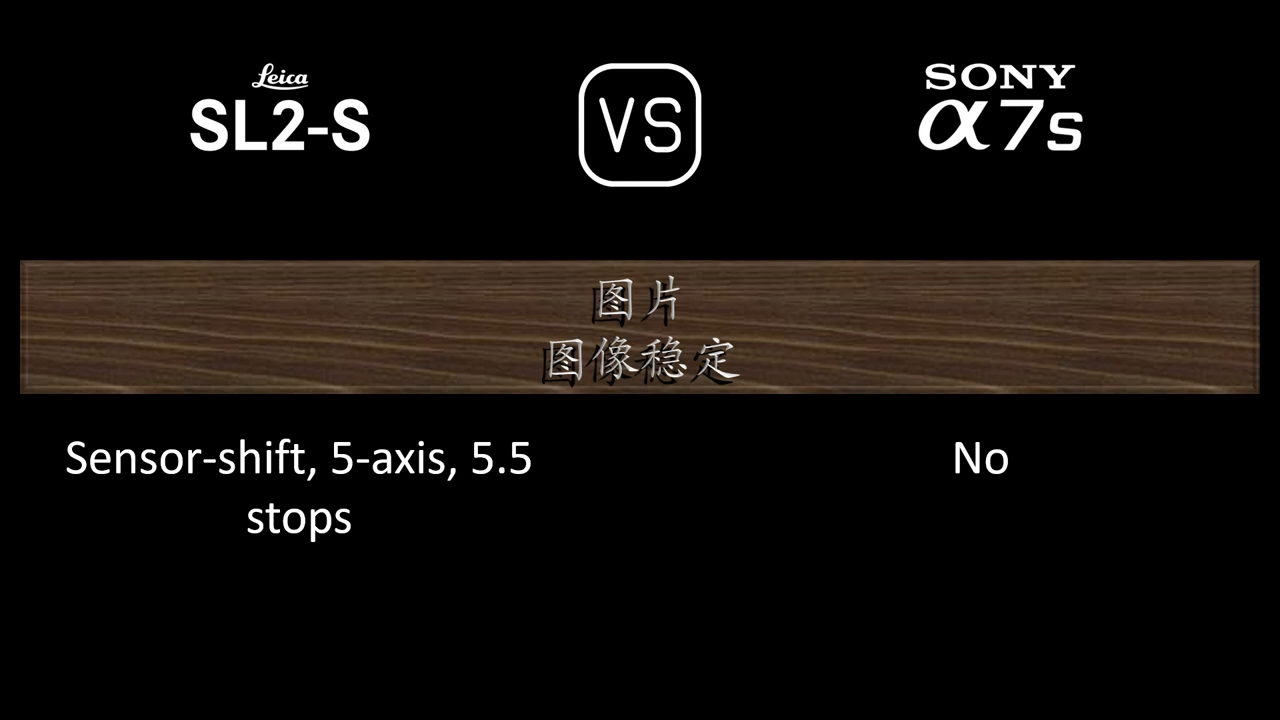 Leica
SL2-S
VS
SONY
α7s
图片
图像稳定
Sensor-shift, 5-axis, 5.5
stops
No